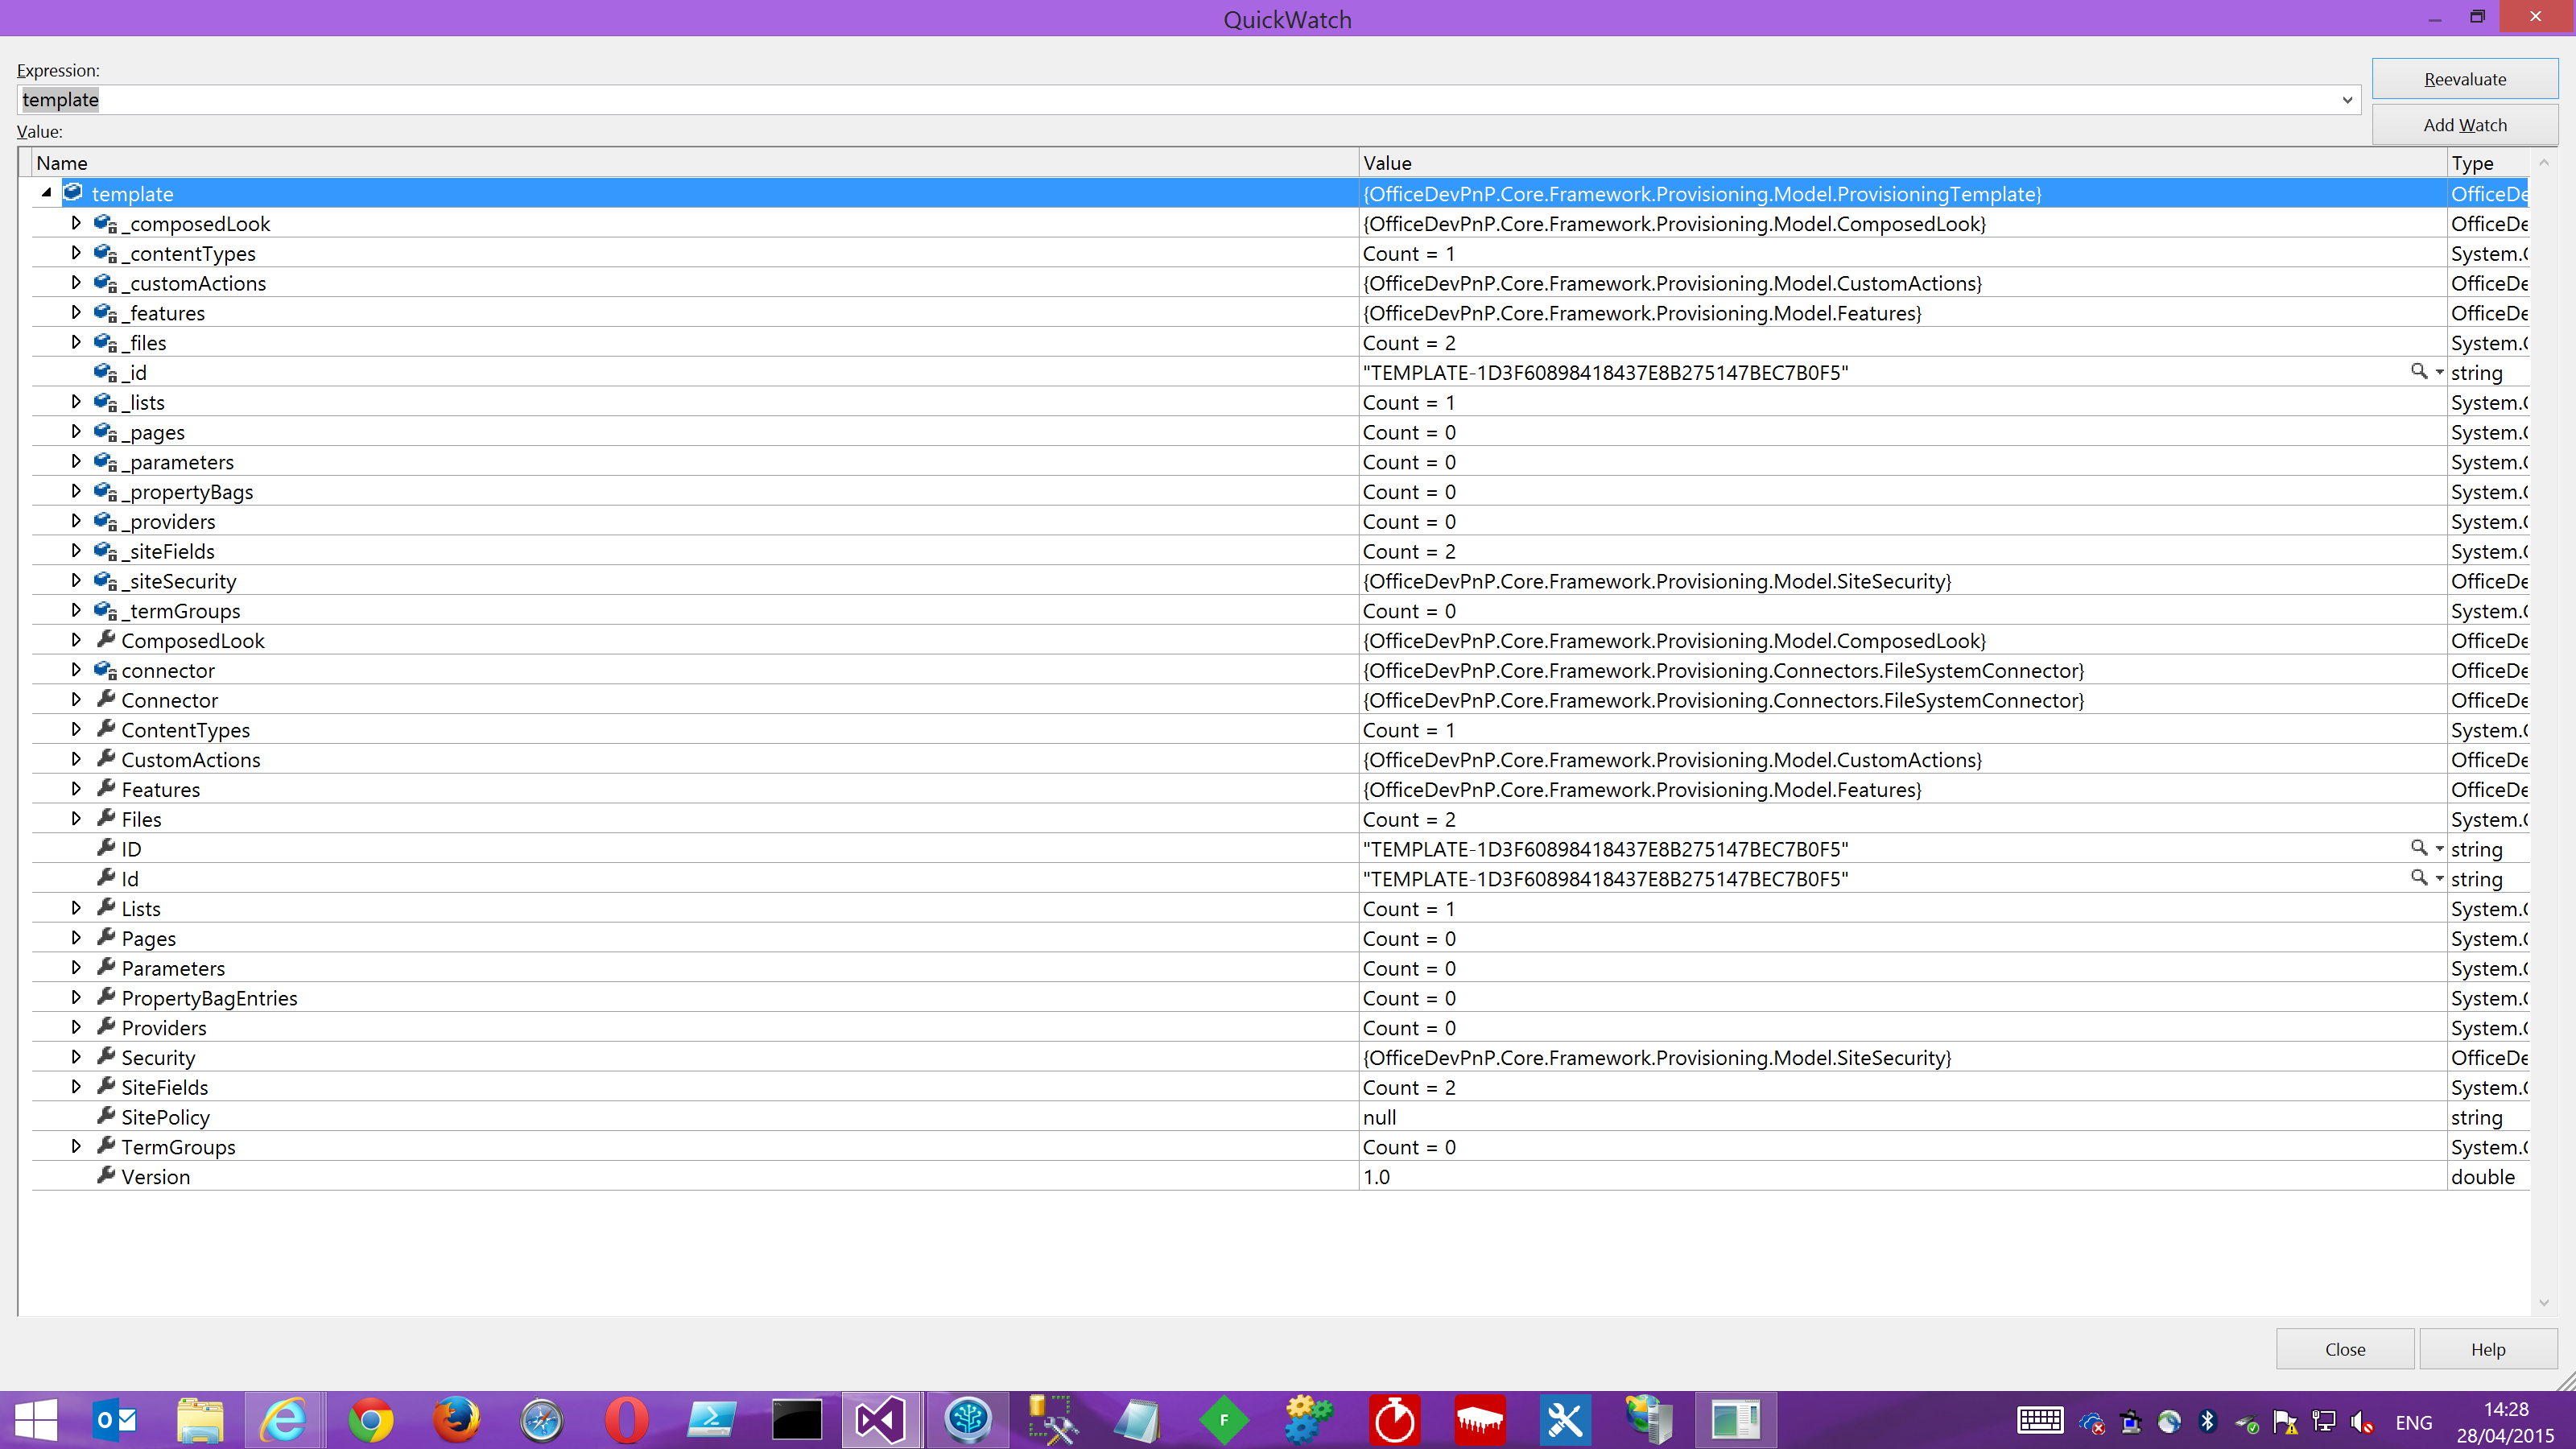 QuickWatch
Expression:
template
Reevaluate
Value:
Add Watch
Name Value Type
template {OfficeDevPnP.Core.Framework.Provisioning.Model.ProvisioningTemplate} OfficeDe
_composedLook {OfficeDevPnP.Core.Framework.Provisioning.Model.ComposedLook} OfficeDe
_contentTypes Count = 1 System.C
_customActions {OfficeDevPnP.Core.Framework.Provisioning.Model.CustomActions} OfficeDe
_features {OfficeDevPnP.Core.Framework.Provisioning.Model.Features} OfficeDe
_files Count = 2 System.C
_id "TEMPLATE-1D3F60898418437E8B275147BEC7B0F5" string
_lists Count = 1 System.C
_pages Count = 0 System.C
_parameters Count = 0 System.C
_propertyBags Count = 0 System.C
_providers Count = 0 System.C
_siteFields Count = 2 System.C
_siteSecurity {OfficeDevPnP.Core.Framework.Provisioning.Model.SiteSecurity} OfficeDe
_termGroups Count = 0 System.C
ComposedLook {OfficeDevPnP.Core.Framework.Provisioning.Model.ComposedLook} OfficeDe
connector {OfficeDevPnP.Core.Framework.Provisioning.Connectors.FileSystemConnector} OfficeDe
Connector {OfficeDevPnP.Core.Framework.Provisioning.Connectors.FileSystemConnector} OfficeDe
ContentTypes Count = 1 System.C
CustomActions {OfficeDevPnP.Core.Framework.Provisioning.Model.CustomActions} OfficeDe
Features {OfficeDevPnP.Core.Framework.Provisioning.Model.Features} OfficeDe
Files Count = 2 System.C
ID "TEMPLATE-1D3F60898418437E8B275147BEC7B0F5" string
Id "TEMPLATE-1D3F60898418437E8B275147BEC7B0F5" string
Lists Count = 1 System.C
Pages Count = 0 System.C
Parameters Count = 0 System.C
PropertyBagEntries Count = 0 System.C
Providers Count = 0 System.C
Security {OfficeDevPnP.Core.Framework.Provisioning.Model.SiteSecurity} OfficeDe
SiteFields Count = 2 System.C
SitePolicy null string
TermGroups Count = 0 System.C
Version 1.0 double
Close Help
F
ENG
14:28
28/04/2015